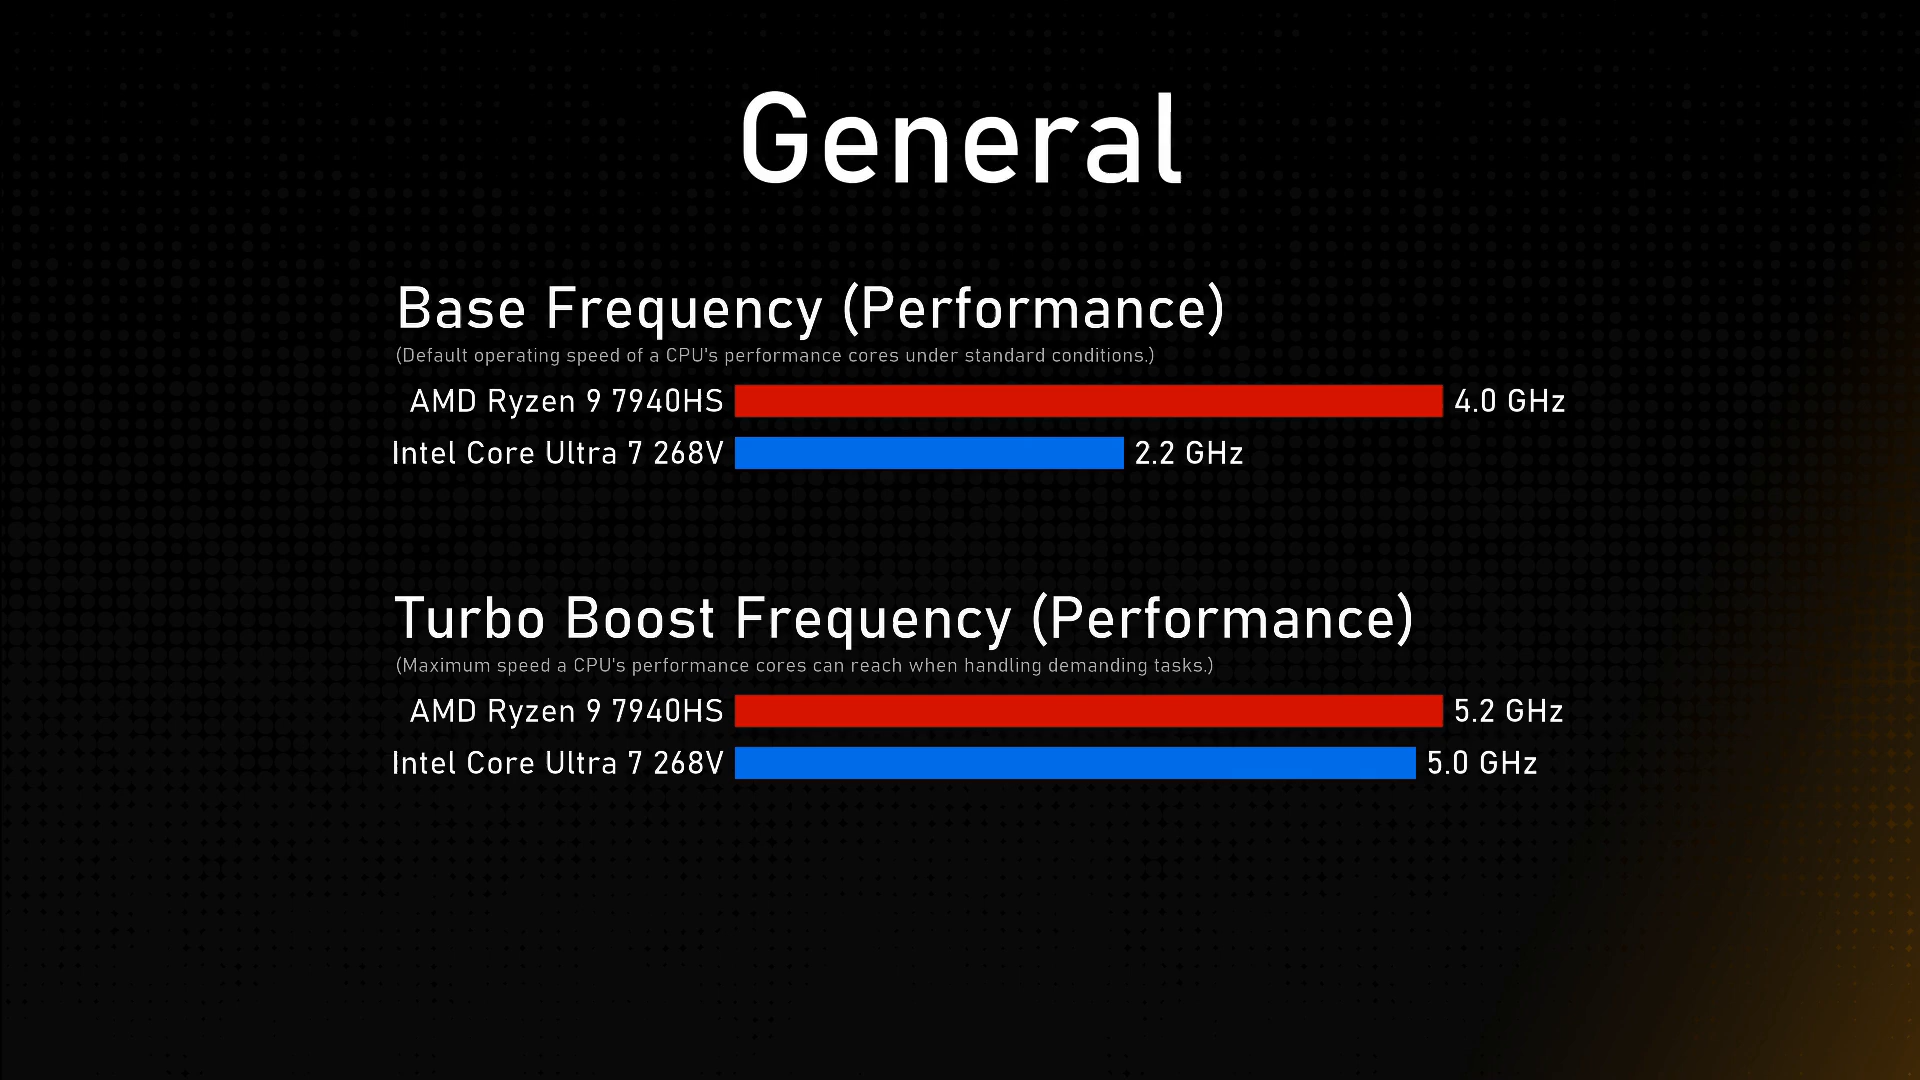 General
Base Frequency (Performance)
(Default operating speed of a CPU's performance cores under standard conditions.)
AMD Ryzen 9 7940HS 4.0 GHz
Intel Core Ultra 7 268V 2.2 GHz
Turbo Boost Frequency (Performance)
(Maximum speed a CPU's performance cores can reach when handling demanding tasks.)
AMD Ryzen 9 7940HS 5.2 GHz
Intel Core Ultra 7 268V 5.0 GHz